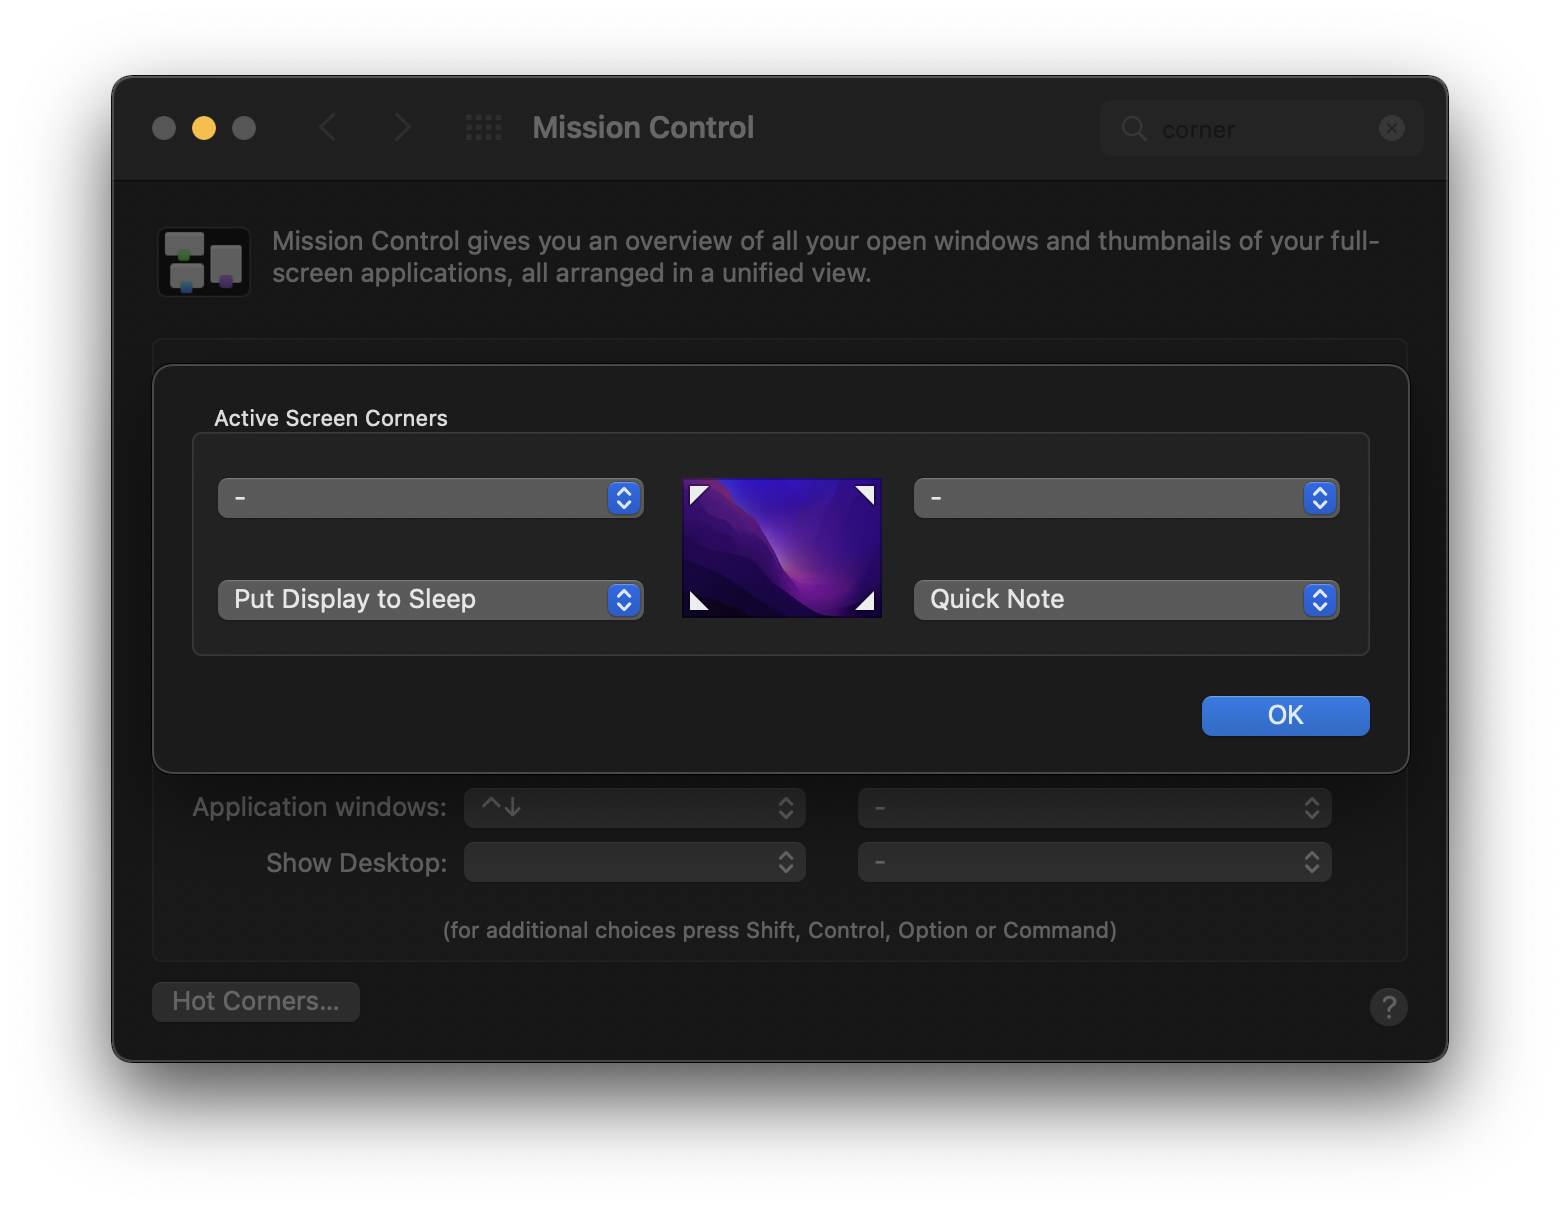 Mission Control
corner
Mission Control gives you an overview of all your open windows and thumbnails of your full-
screen applications, all arranged in a unified view.
Active Screen Corners
-
-
Put Display to Sleep
Quick Note
OK
Application windows: ^↓ -
Show Desktop: -
(for additional choices press Shift, Control, Option or Command)
Hot Corners...
?